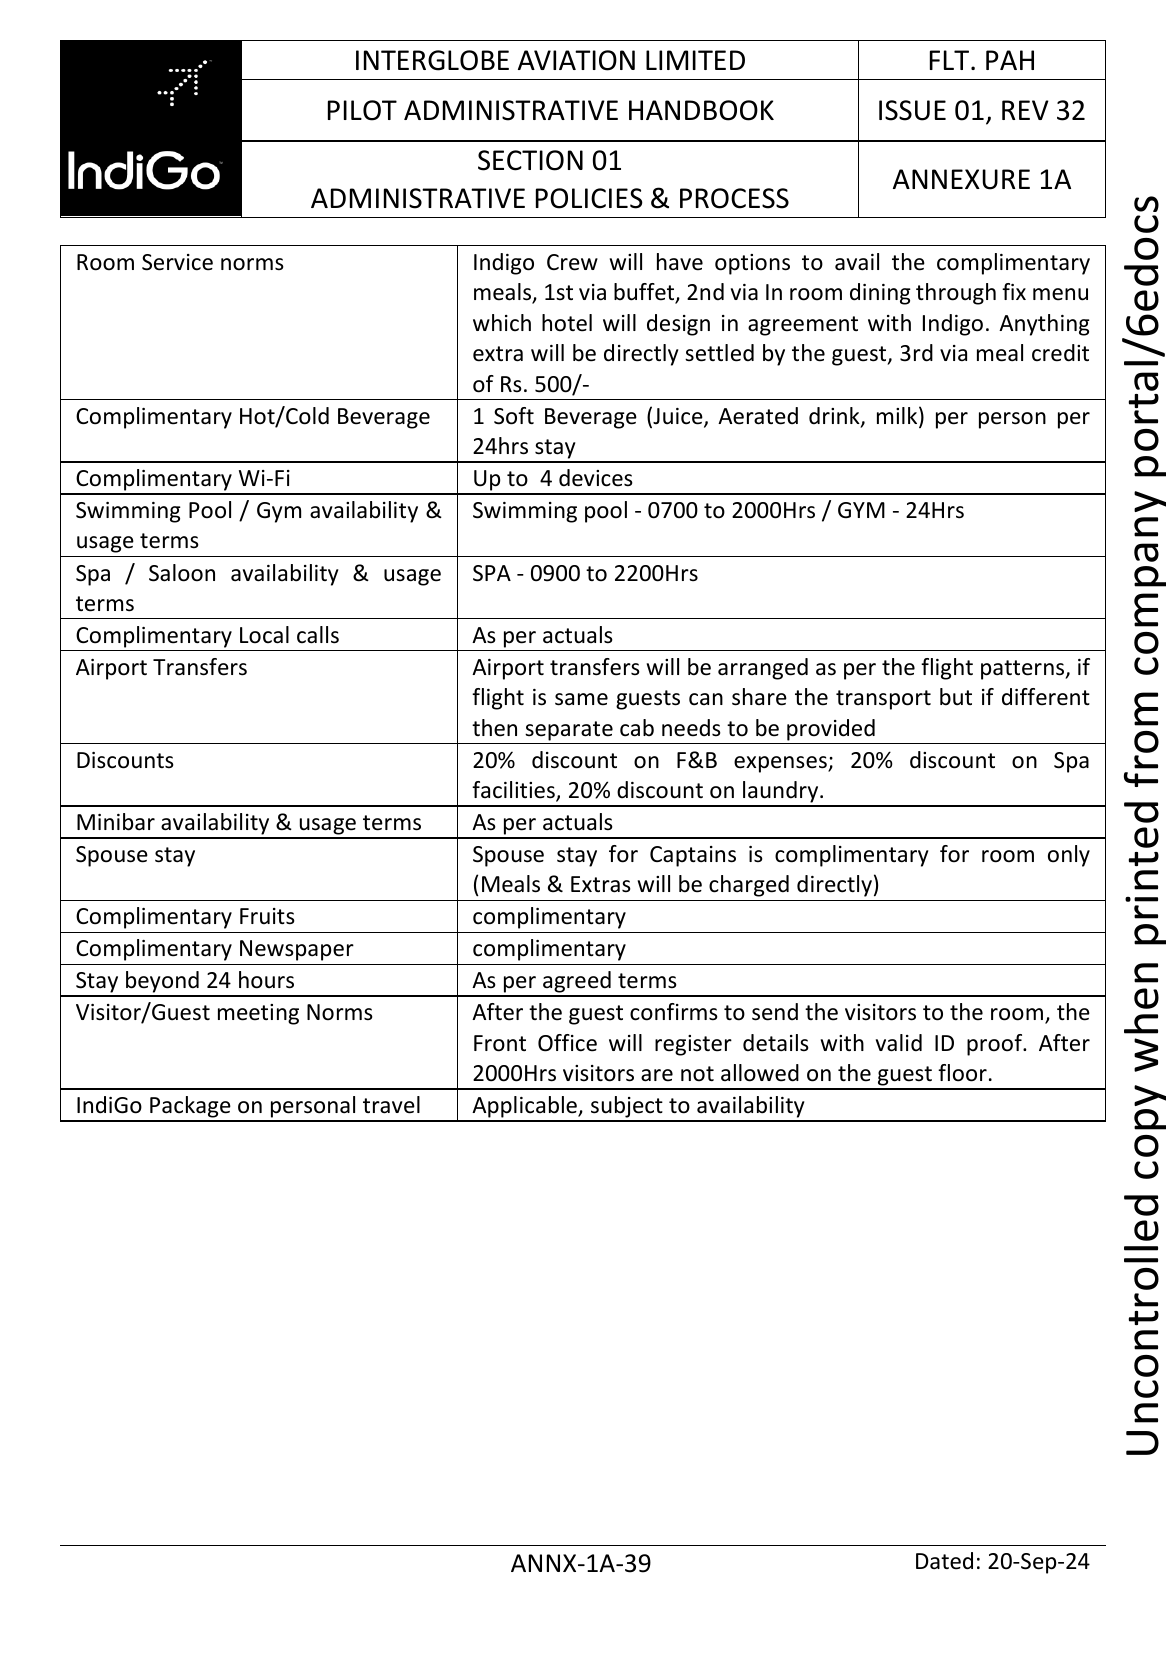 IndiGo
INTERGLOBE AVIATION LIMITED
FLT. PAH
PILOT ADMINISTRATIVE HANDBOOK
ISSUE 01, REV 32
SECTION 01
ADMINISTRATIVE POLICIES & PROCESS
ANNEXURE 1A
Room Service norms
Indigo Crew will have options to avail the complimentary
meals, 1st via buffet, 2nd via In room dining through fix menu
which hotel will design in agreement with Indigo. Anything
extra will be directly settled by the guest, 3rd via meal credit
of Rs. 500/-
Complimentary Hot/Cold Beverage
1 Soft Beverage (Juice, Aerated drink, milk) per person per
24hrs stay
Complimentary Wi-Fi
Up to 4 devices
Swimming Pool / Gym availability &
usage terms
Swimming pool - 0700 to 2000Hrs / GYM - 24Hrs
Spa / Saloon availability & usage
terms
SPA - 0900 to 2200Hrs
Complimentary Local calls
As per actuals
Airport Transfers
Airport transfers will be arranged as per the flight patterns, if
flight is same guests can share the transport but if different
then separate cab needs to be provided
Discounts
20% discount on F&B expenses; 20% discount on Spa
facilities, 20% discount on laundry.
Minibar availability & usage terms
As per actuals
Spouse stay
Spouse stay for Captains is complimentary for room only
(Meals & Extras will be charged directly)
Complimentary Fruits
complimentary
Complimentary Newspaper
complimentary
Stay beyond 24 hours
As per agreed terms
Visitor/Guest meeting Norms
After the guest confirms to send the visitors to the room, the
Front Office will register details with valid ID proof. After
2000Hrs visitors are not allowed on the guest floor.
IndiGo Package on personal travel
Applicable, subject to availability
ANNX-1A-39
Dated: 20-Sep-24
Uncontrolled copy when printed from company portal/6edocs